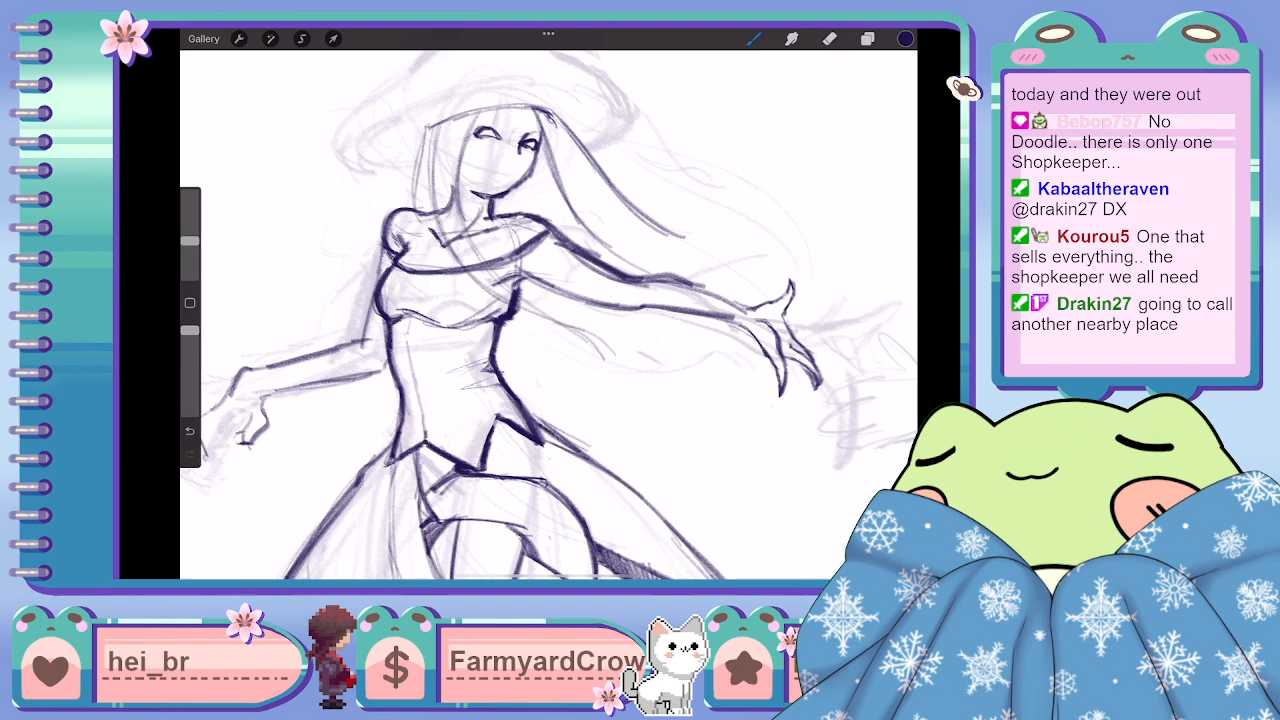 Gallery
today and they were out
Bebop757 No
Doodle.. there is only one
Shopkeeper...
Kabaaltheraven
@drakin27 DX
Kourou5 One that
sells everything.. the
shopkeeper we all need
Drakin27 going to call
another nearby place
hei_br
$ FarmyardCrow